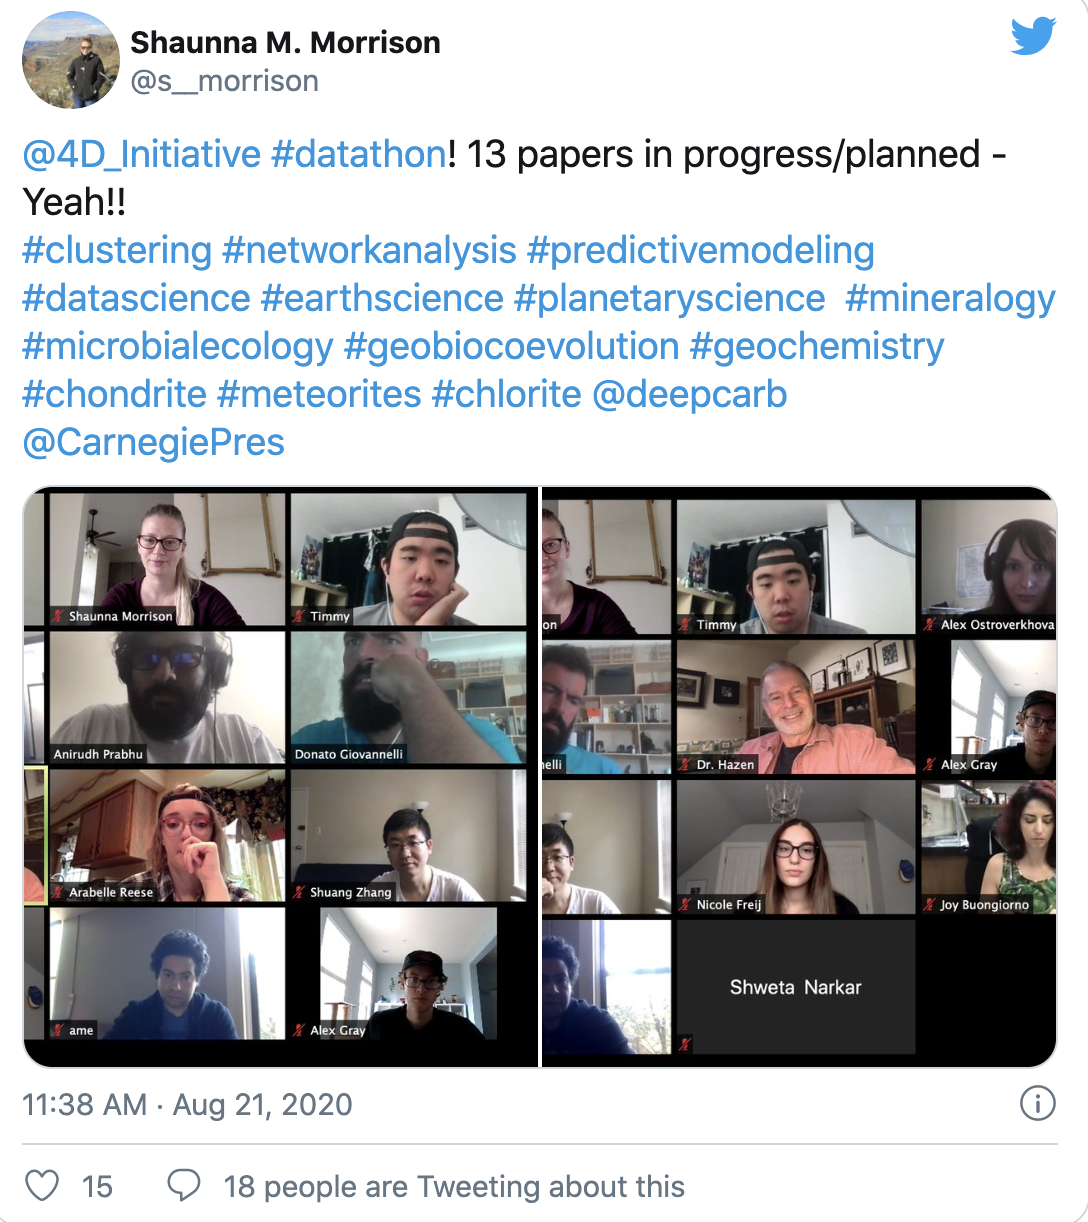 Shaunna M. Morrison
@s__morrison
@4D_Initiative #datathon! 13 papers in progress/planned -
Yeah!!
#clustering #networkanalysis #predictivemodeling
#datascience #earthscience #planetaryscience #mineralogy
#microbialecology #geobiocoevolution #geochemistry
#chondrite #meteorites #chlorite @deepcarb
@CarnegiePres
Shaunna Morrison
Timmy
Anirudh Prabhu
Donato Giovannelli
Arabelle Reese
Shuang Zhang
ame
Alex Gray
on
Timmy
Alex Ostroverkhova
elli
Dr. Hazen
Alex Gray
Nicole Freij
Joy Buongiorno
Shweta Narkar
11:38 AM · Aug 21, 2020
15
18 people are Tweeting about this